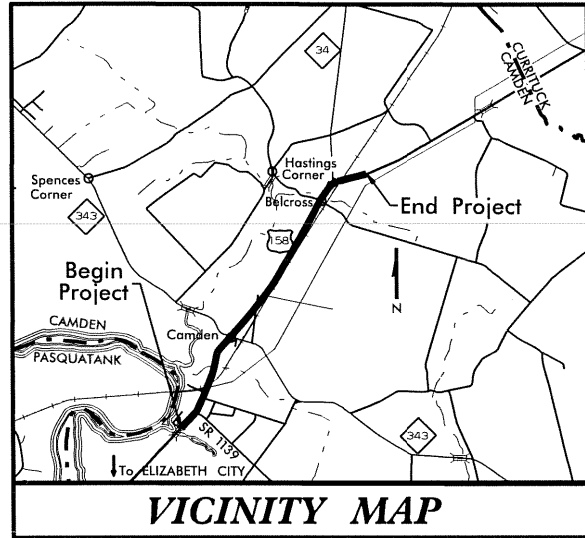 34
CURRITUCK
CAMDEN
Hastings
Corner
Spences
Corner
Belcross
343
End Project
158
Begin
Project
N
CAMDEN
Camden
PASQUATANK
SR 1139
343
To ELIZABETH CITY
VICINITY MAP